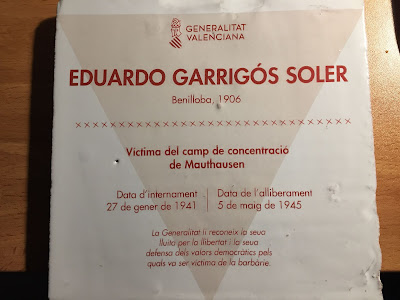 GENERALITAT
VALENCIANA
EDUARDO GARRIGÓS SOLER
Benilloba, 1906
××××××××××××××××××××××××××××××
Víctima del camp de concentració
de Mauthausen
Data d'internament
27 de gener de 1941
Data de l'alliberament
5 de maig de 1945
La Generalitat li reconeix la seua
lluita per la llibertat i la seua
defensa dels valors democràtics pels
quals va ser víctima de la barbàrie.